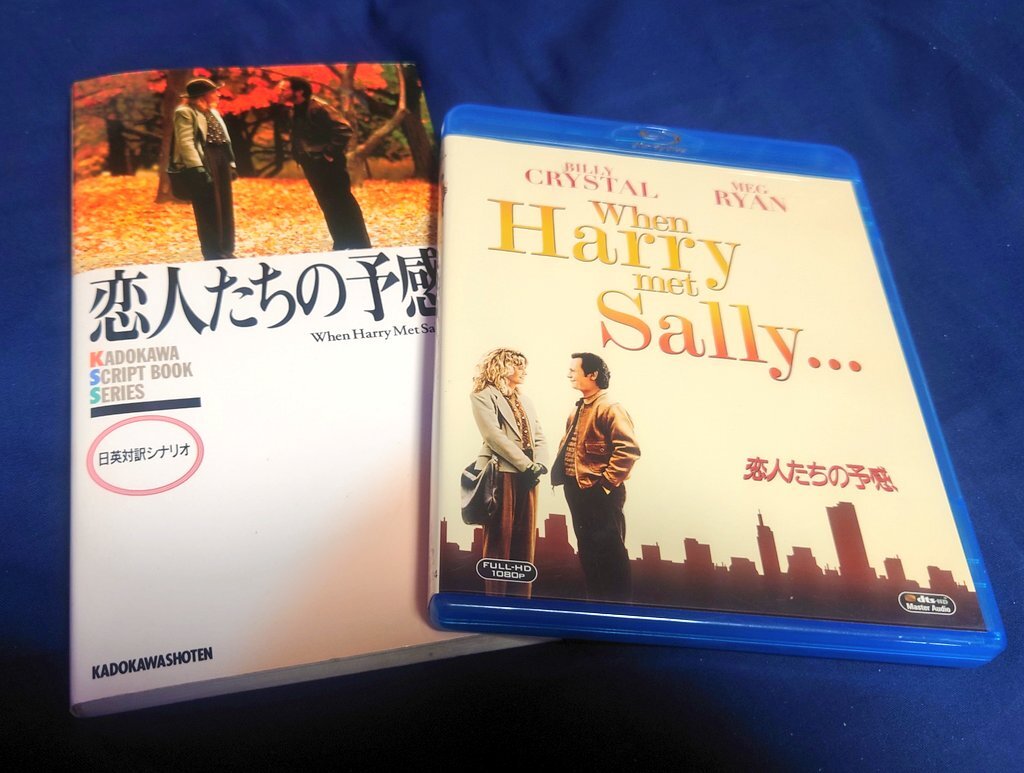 恋人たちの予感
When Harry Met Sa
KADOKAWA
SCRIPT BOOK
SERIES
日英対訳シナリオ
KADOKAWASHOTEN
BILLY
CRYSTAL
MEG
RYAN
When
Harry
met
Sally...
恋人たちの予感
FULL-HD
1080P
dts-HD
Master Audio